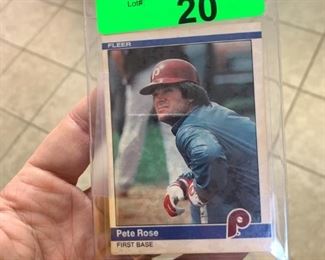 Lot#
20
FLEER
P
Pete Rose
FIRST BASE
P